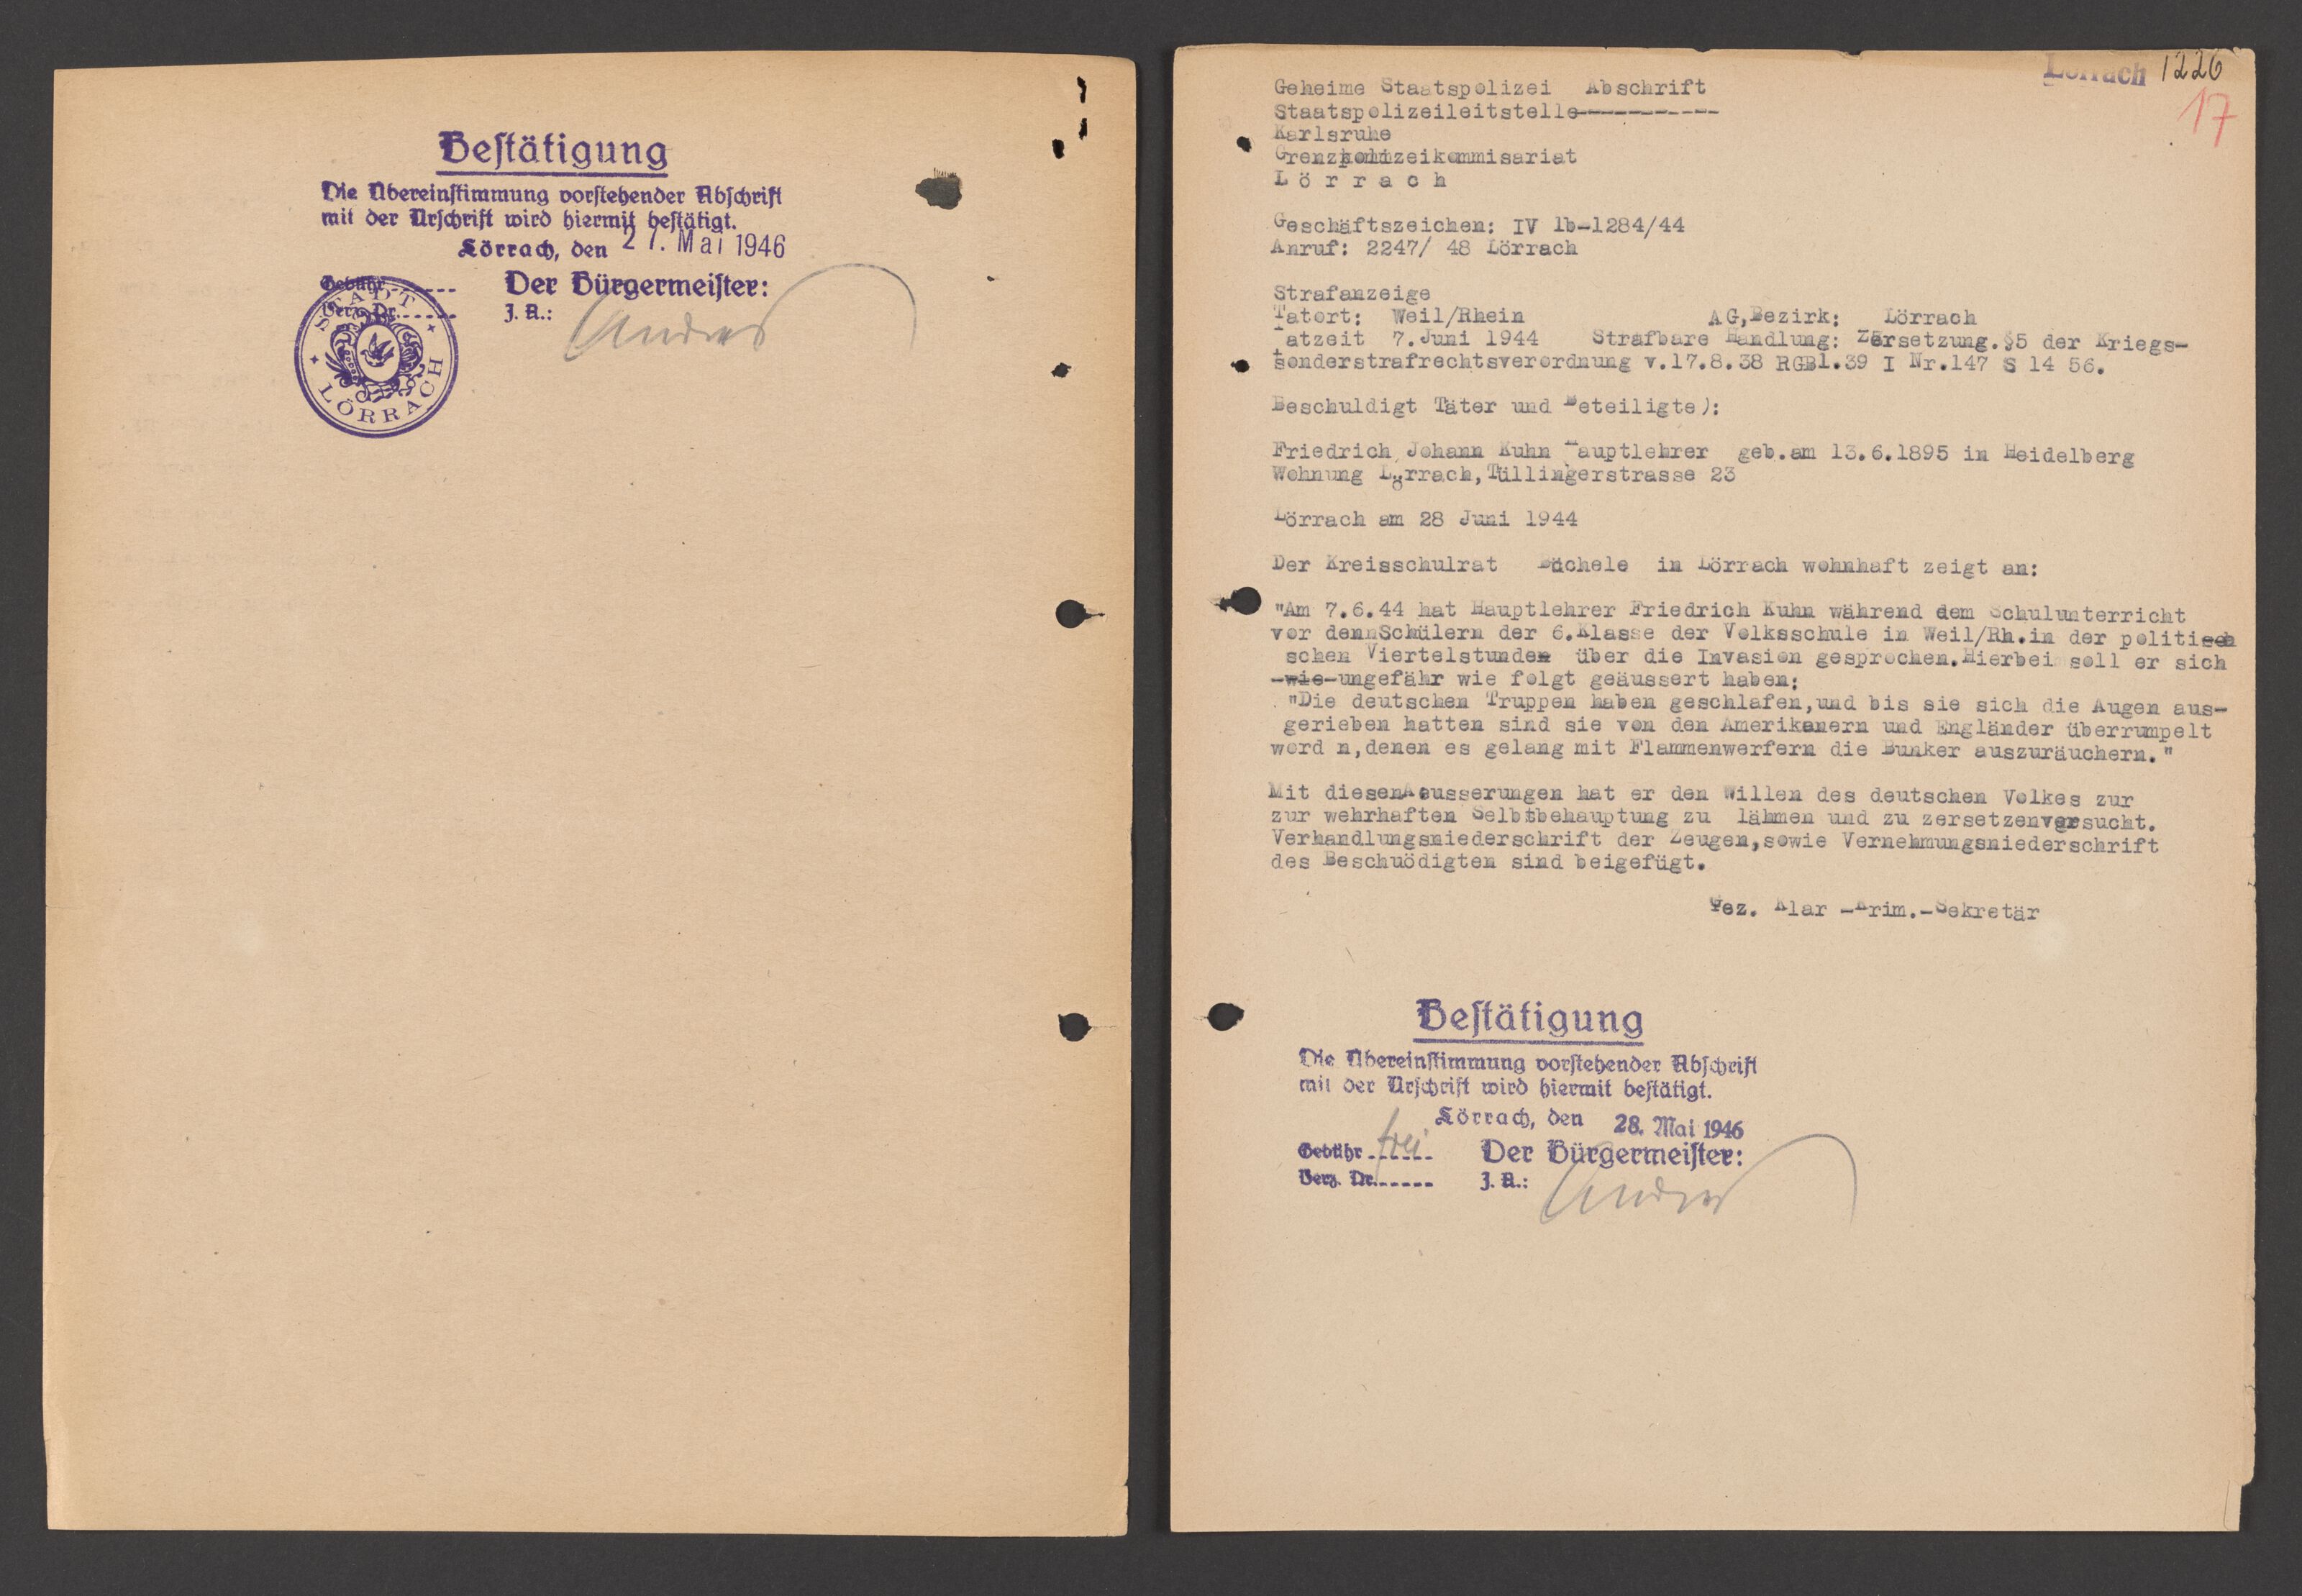 Bestätigung
Die Übereinstimmung vorstehender Abschrift
mit der Urschrift wird hiermit bestätigt.
Lörrach, den 27. Mai 1946
Gebühr ------ Der Bürgermeister:
Verz. Nr. ------ J. A.:
STADT LÖRRACH
Lörrach 1226
17
Geheime Staatspolizei Abschrift
Staatspolizeileitstelle----------
Karlsruhe
Grenzpolizeikommisariat
L ö r r a c h
Geschäftszeichen: IV 1b-1284/44
Anruf: 2247/ 48 Lörrach
Strafanzeige
Tatort: Weil/Rhein AG,Bezirk: Lörrach
Tatzeit 7.Juni 1944 Strafbare Handlung: Zersetzung.§5 der Kriegs-
sonderstrafrechtsverordnung v.17.8.38 RGBl.39 I Nr.147 S 14 56.
Beschuldigt Täter und Beteiligte):
Friedrich Johann Kuhn Hauptlehrer geb.am 13.6.1895 in Heidelberg
Wohnung Lörrach,Tüllingerstrasse 23
Lörrach am 28 Juni 1944
Der Kreisschulrat Büchele in Lörrach wohnhaft zeigt an:
"Am 7.6.44 hat Hauptlehrer Friedrich Kuhn während dem Schulunterricht
vor dennSchülern der 6.Klasse der Volksschule in Weil/Rh.in der politisch
schen Viertelstunden über die Invasion gesprochen.Hierbei soll er sich
-wie-ungefähr wie folgt geäussert haben:
"Die deutschen Truppen haben geschlafen,und bis sie sich die Augen aus-
gerieben hatten sind sie von den Amerikanern und Engländer überrumpelt
word n,denen es gelang mit Flammenwerfern die Bunker auszuräuchern."
Mit diesenAeusserungen hat er den Willen des deutschen Volkes zur
zur wehrhaften Selbstbehauptung zu lähmen und zu zersetzenversucht.
Verhandlungsniederschrift der Zeugen,sowie Vernehmungsniederschrift
des Beschuödigten sind beigefügt.
Gez. Klar -Krim.-Sekretär
Bestätigung
Die Übereinstimmung vorstehender Abschrift
mit der Urschrift wird hiermit bestätigt.
Lörrach, den 28. Mai 1946
Gebühr frei Der Bürgermeister:
Verz. Nr.------ J. A.: